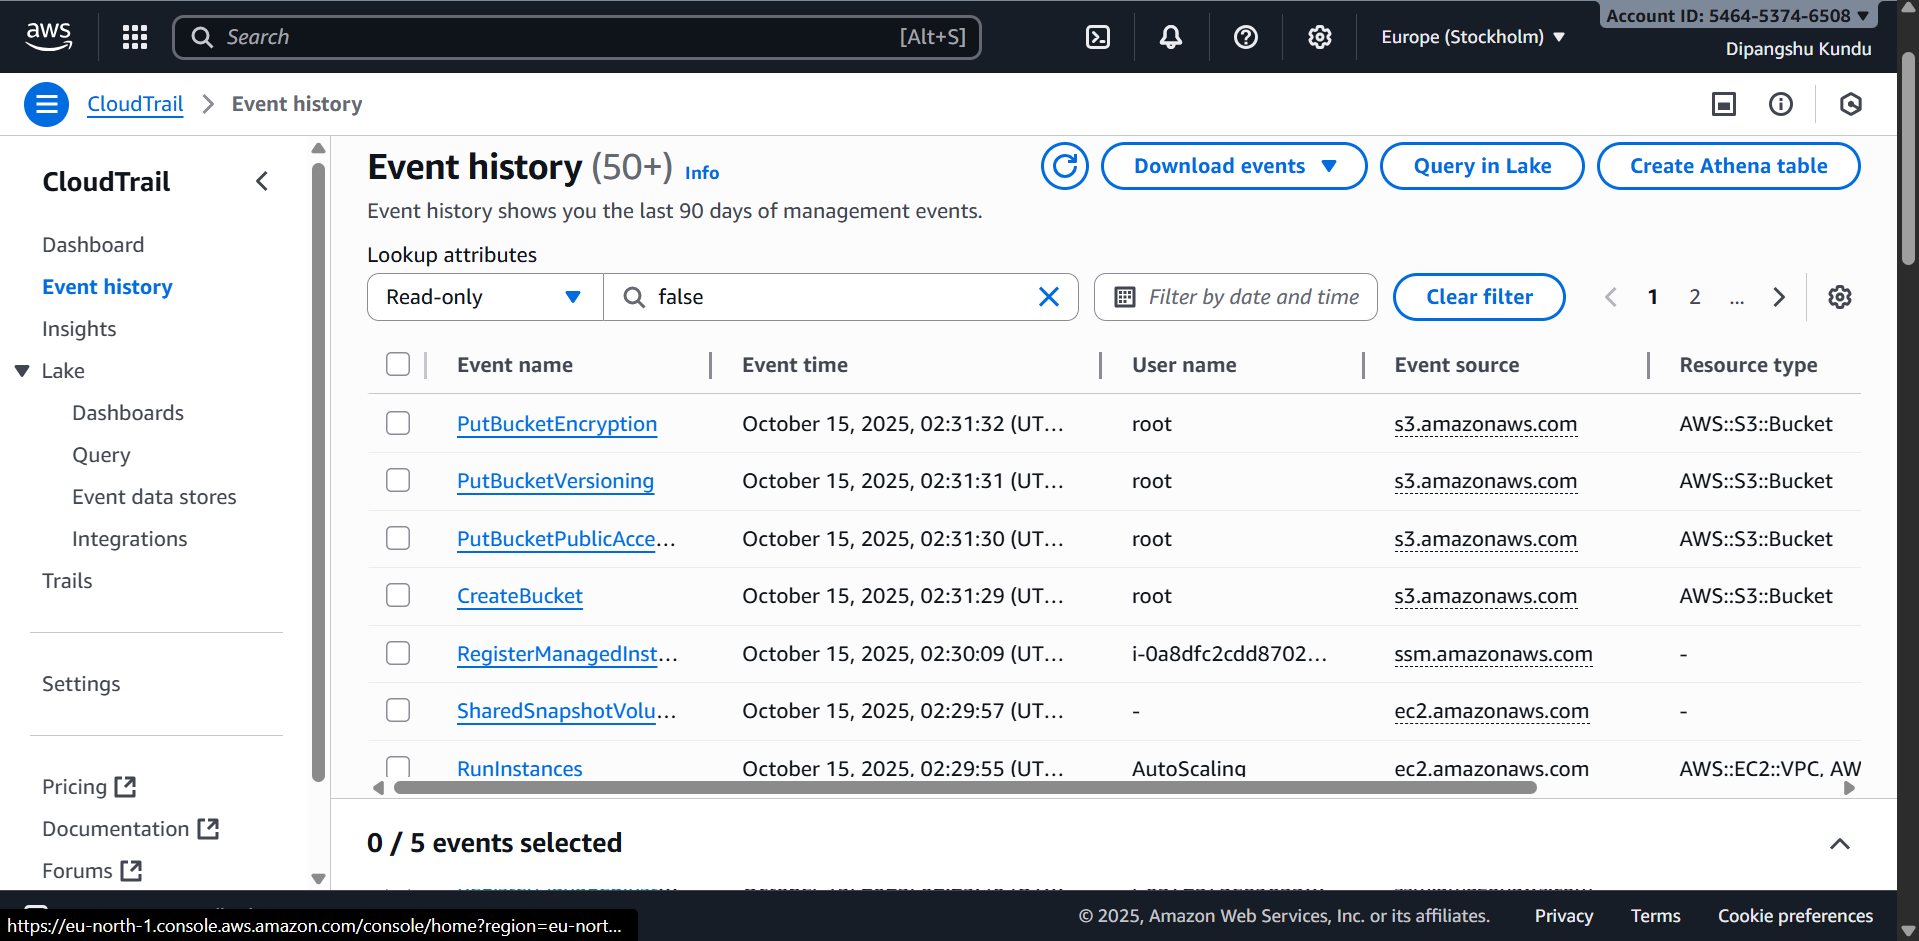 aws
Search
[Alt+S]
Europe (Stockholm)
Account ID: 5464-5374-6508
Dipangshu Kundu
CloudTrail > Event history
CloudTrail
Dashboard
Event history
Insights
Lake
Dashboards
Query
Event data stores
Integrations
Trails
Settings
Pricing
Documentation
Forums
Event history (50+) Info
Download events
Query in Lake
Create Athena table
Event history shows you the last 90 days of management events.
Lookup attributes
Read-only
false
Filter by date and time
Clear filter
1 2 ...
Event name Event time User name Event source Resource type
PutBucketEncryption October 15, 2025, 02:31:32 (UT... root s3.amazonaws.com AWS::S3::Bucket
PutBucketVersioning October 15, 2025, 02:31:31 (UT... root s3.amazonaws.com AWS::S3::Bucket
PutBucketPublicAcce... October 15, 2025, 02:31:30 (UT... root s3.amazonaws.com AWS::S3::Bucket
CreateBucket October 15, 2025, 02:31:29 (UT... root s3.amazonaws.com AWS::S3::Bucket
RegisterManagedInst... October 15, 2025, 02:30:09 (UT... i-0a8dfc2cdd8702... ssm.amazonaws.com -
SharedSnapshotVolu... October 15, 2025, 02:29:57 (UT... - ec2.amazonaws.com -
RunInstances October 15, 2025, 02:29:55 (UT... AutoScaling ec2.amazonaws.com AWS::EC2::VPC, AW
0 / 5 events selected
© 2025, Amazon Web Services, Inc. or its affiliates.
Privacy
Terms
Cookie preferences
https://eu-north-1.console.aws.amazon.com/console/home?region=eu-nort...